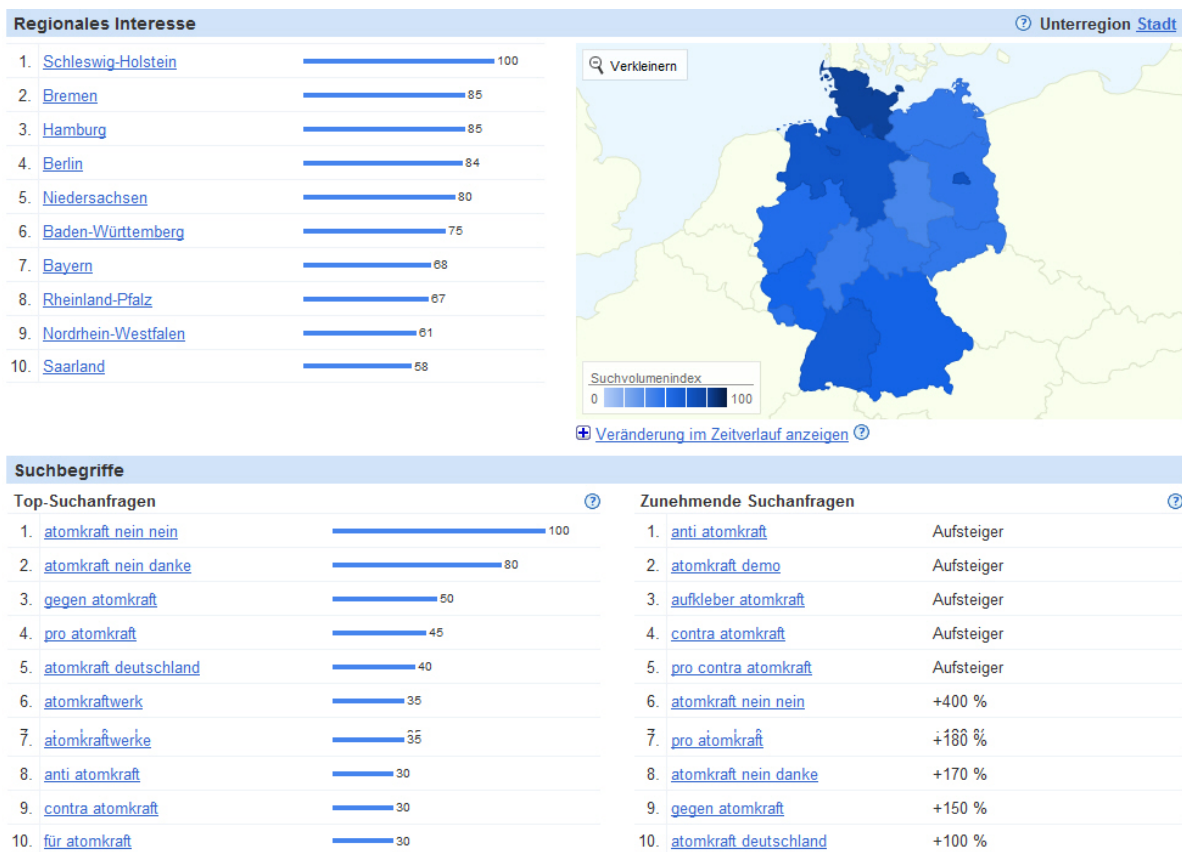 Regionales Interesse
Unterregion Stadt
1. Schleswig-Holstein 100
2. Bremen 85
3. Hamburg 85
4. Berlin 84
5. Niedersachsen 80
6. Baden-Württemberg 75
7. Bayern 68
8. Rheinland-Pfalz 67
9. Nordrhein-Westfalen 61
10. Saarland 58
Verkleinern
Suchvolumenindex
0 100
Veränderung im Zeitverlauf anzeigen
Suchbegriffe
Top-Suchanfragen
1. atomkraft nein nein 100
2. atomkraft nein danke 80
3. gegen atomkraft 50
4. pro atomkraft 45
5. atomkraft deutschland 40
6. atomkraftwerk 35
7. atomkraftwerke 35
8. anti atomkraft 30
9. contra atomkraft 30
10. für atomkraft 30
Zunehmende Suchanfragen
1. anti atomkraft Aufsteiger
2. atomkraft demo Aufsteiger
3. aufkleber atomkraft Aufsteiger
4. contra atomkraft Aufsteiger
5. pro contra atomkraft Aufsteiger
6. atomkraft nein nein +400 %
7. pro atomkraft +180 %
8. atomkraft nein danke +170 %
9. gegen atomkraft +150 %
10. atomkraft deutschland +100 %